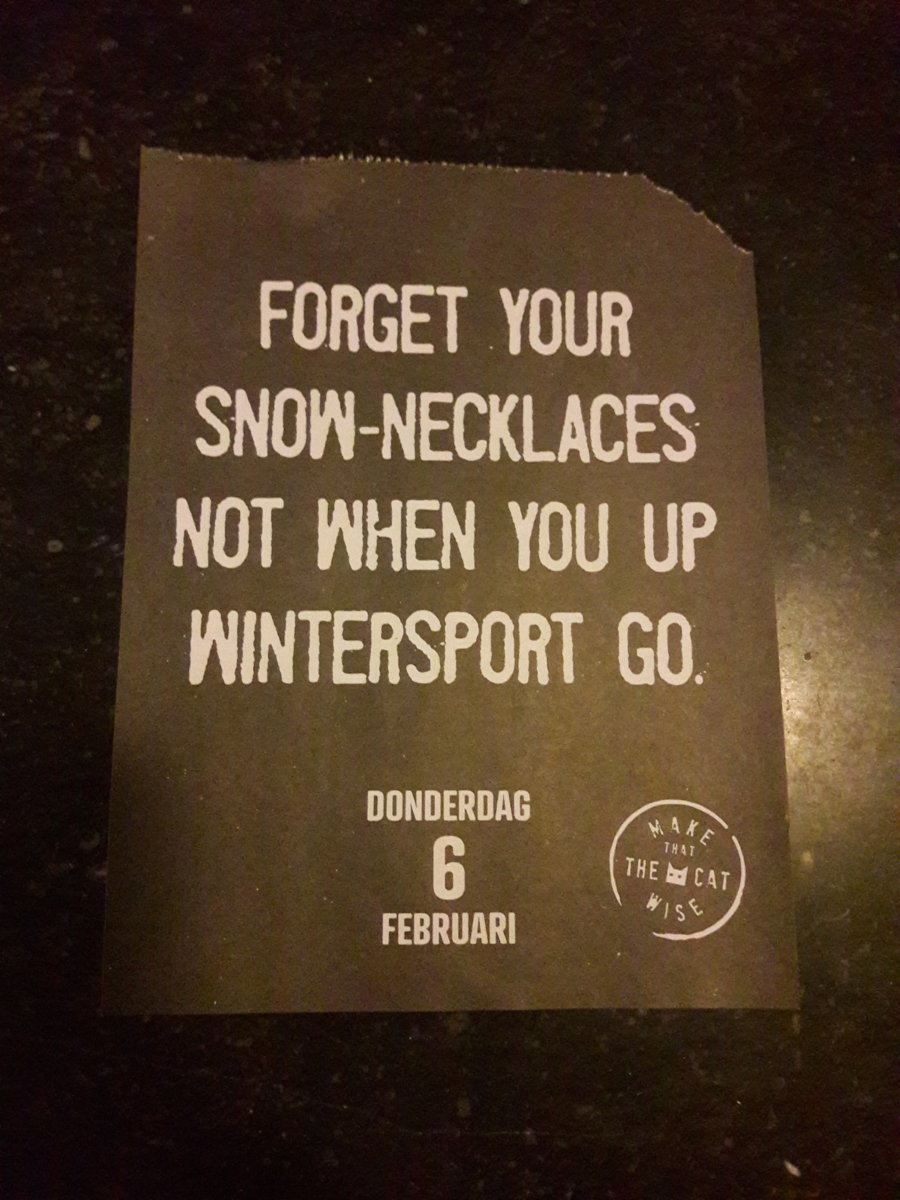 FORGET YOUR
SNOW-NECKLACES
NOT WHEN YOU UP
WINTERSPORT GO.
DONDERDAG
6
FEBRUARI
MAKE
THAT
THE CAT
WISE